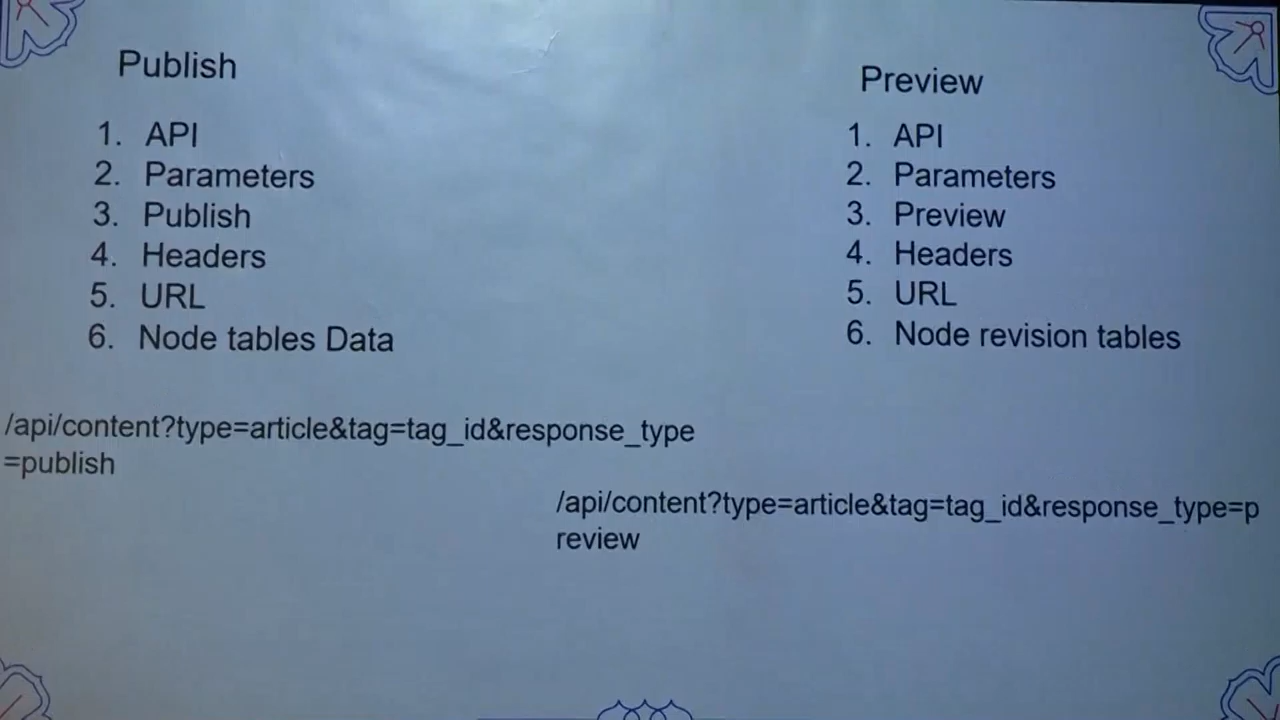 Publish
1. API
2. Parameters
3. Publish
4. Headers
5. URL
6. Node tables Data
/api/content?type=article&tag=tag_id&response_type
=publish
Preview
1. API
2. Parameters
3. Preview
4. Headers
5. URL
6. Node revision tables
/api/content?type=article&tag=tag_id&response_type=p
review